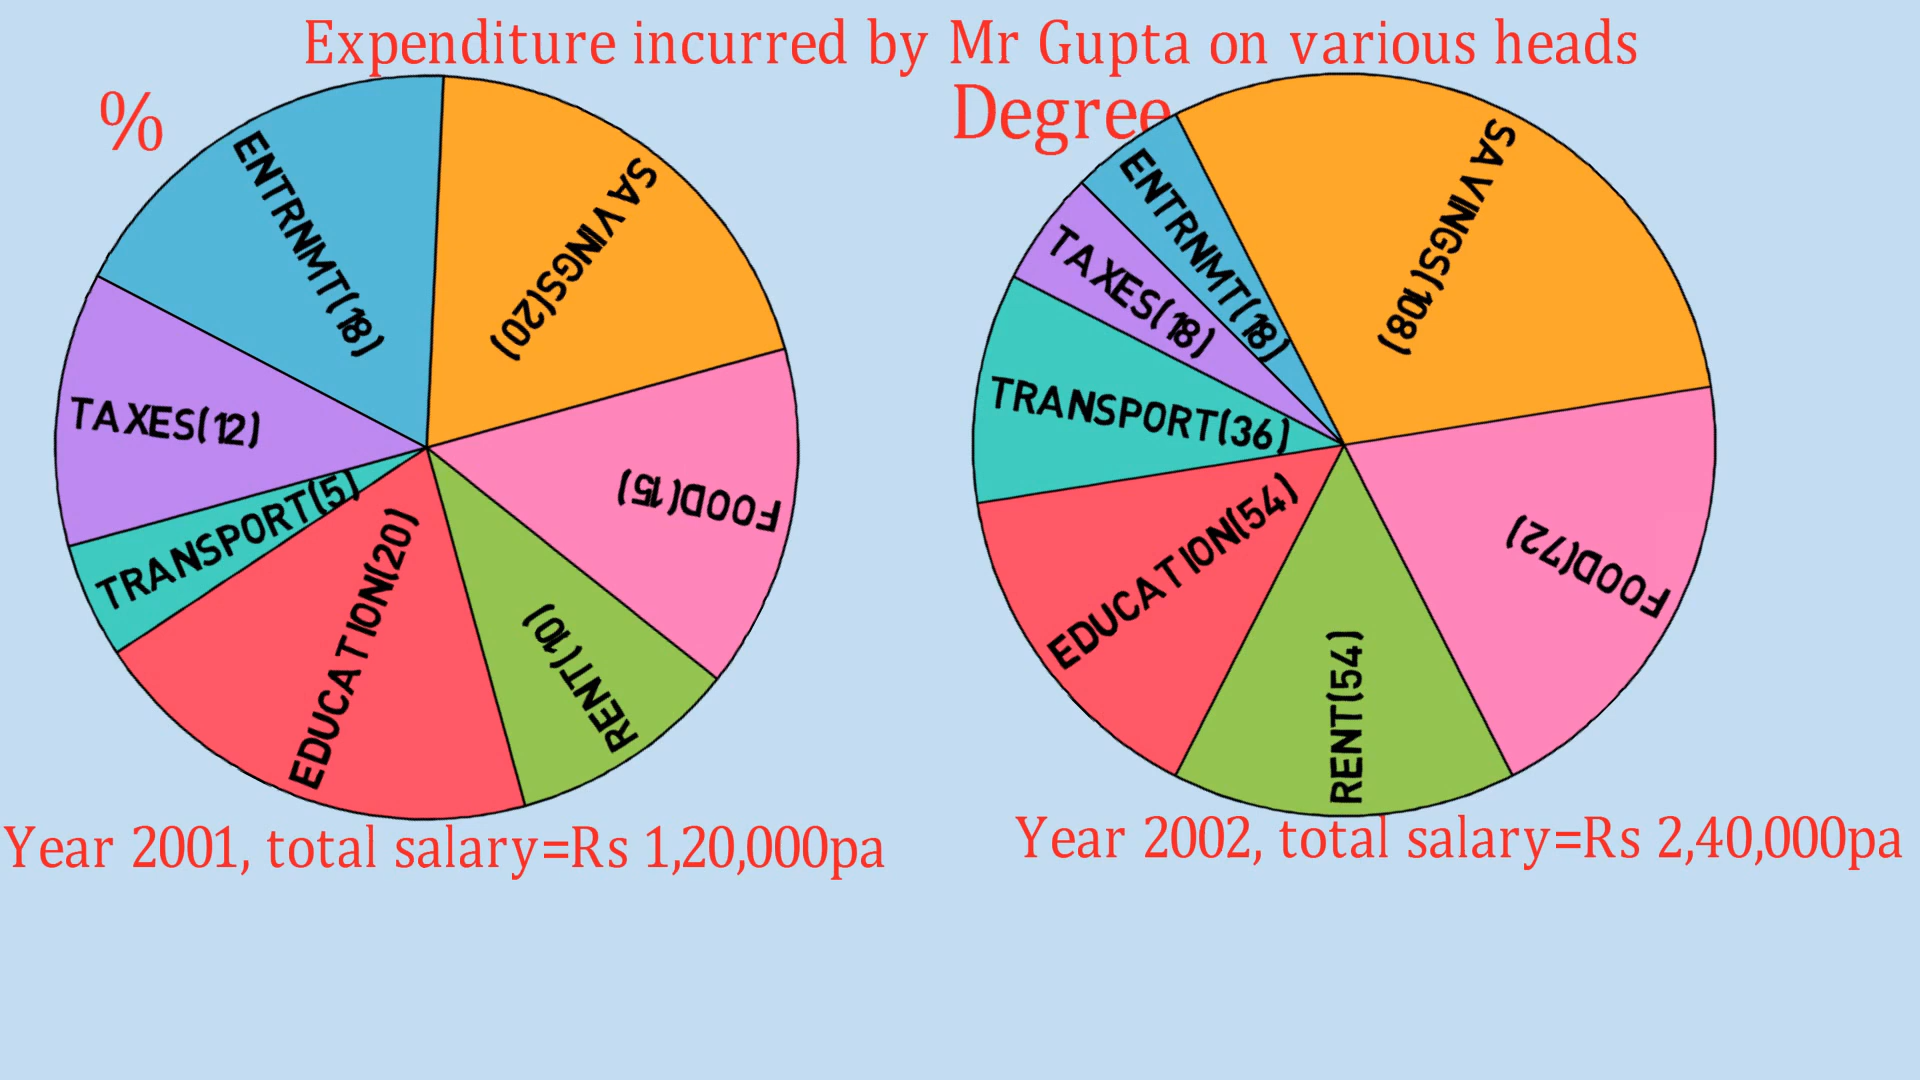 Expenditure incurred by Mr Gupta on various heads
%
ENTRNMT(18)
SAVINGS(20)
TAXES(12)
FOOD(15)
TRANSPORT(5)
EDUCATION(20)
RENT(10)
Year 2001, total salary=Rs 1,20,000pa
Degree
ENTRNMT(18)
SAVINGS(108)
TAXES(18)
TRANSPORT(36)
EDUCATION(54)
FOOD(72)
RENT(54)
Year 2002, total salary=Rs 2,40,000pa